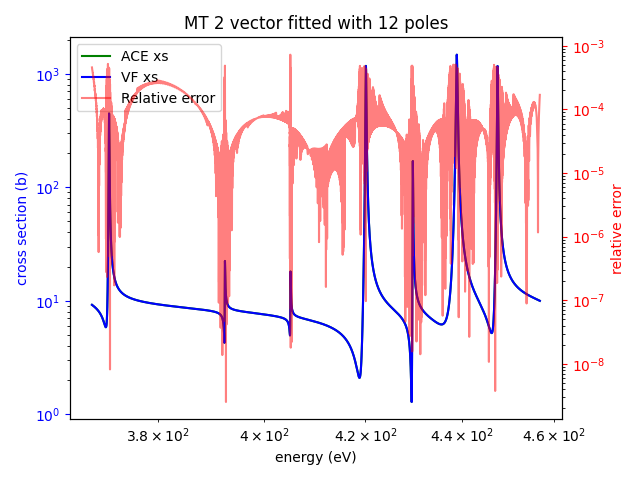 MT 2 vector fitted with 12 poles
ACE xs
VF xs
Relative error
cross section (b)
10³
10²
10¹
10⁰
relative error
10⁻³
10⁻⁴
10⁻⁵
10⁻⁶
10⁻⁷
10⁻⁸
3.8 × 10² 4 × 10² 4.2 × 10² 4.4 × 10² 4.6 × 10²
energy (eV)